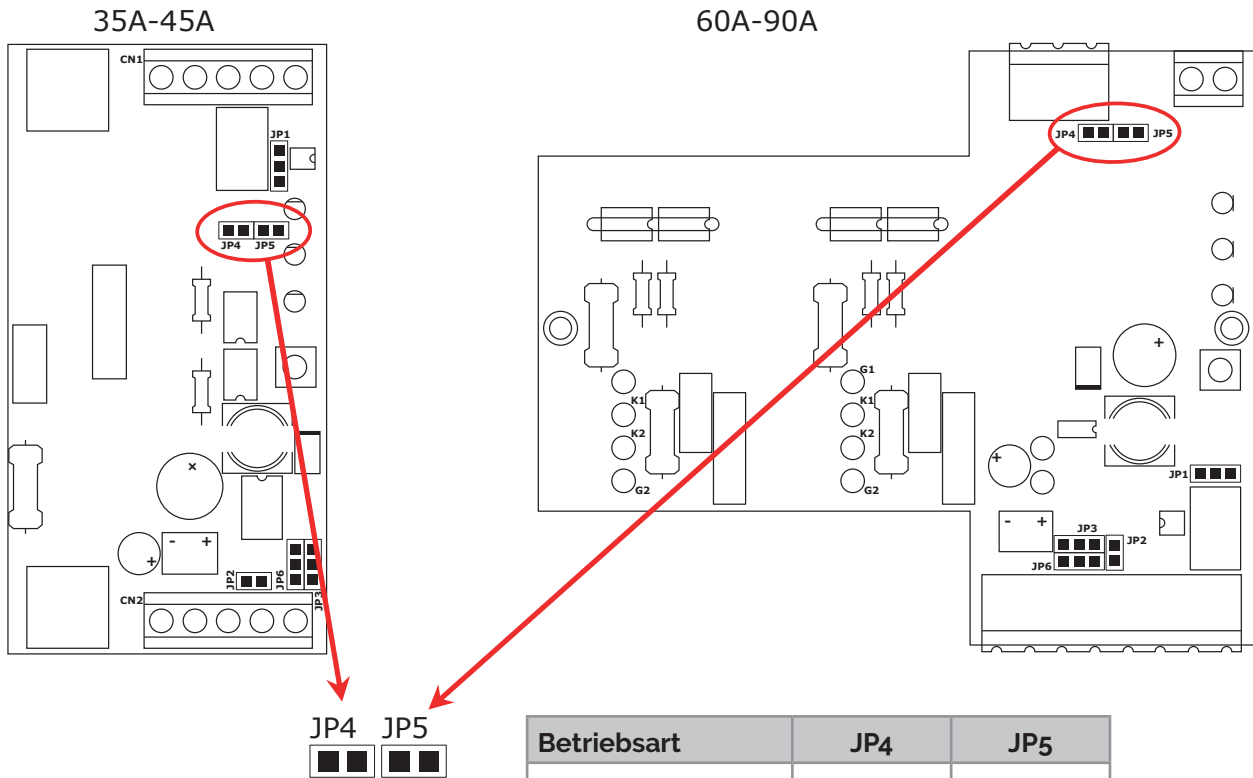 35A-45A
60A-90A
CN1
JP1
JP4 JP5
JP4 JP5
G1
K1 K1
K2 K2
G2 G2
×
+
- +
+
+
- +
JP1
JP3
JP2
JP6
JP2
JP6
JP3
CN2
JP4 JP5
Betriebsart JP4 JP5